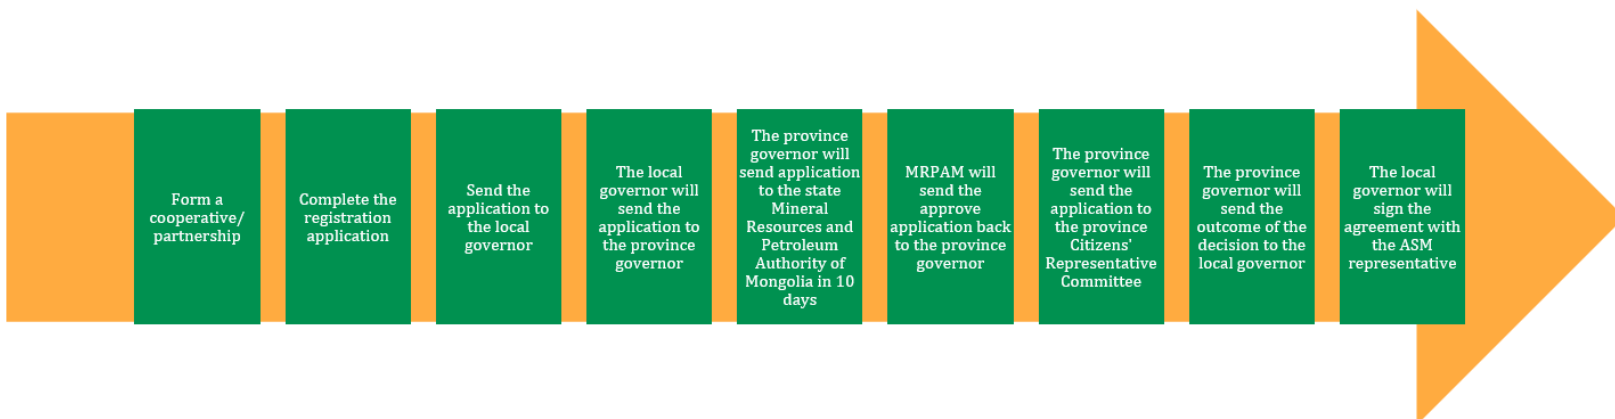 Form a
cooperative/
partnership
Complete the
registration
application
Send the
application to
the local
governor
The local
governor will
send the
application to
the province
governor
The province
governor will
send application
to the state
Mineral
Resources and
Petroleum
Authority of
Mongolia in 10
days
MRPAM will
send the
approve
application back
to the province
governor
The province
governor will
send the
application to
the province
Citizens'
Representative
Committee
The province
governor will
send the
outcome of the
decision to the
local governor
The local
governor will
sign the
agreement with
the ASM
representative